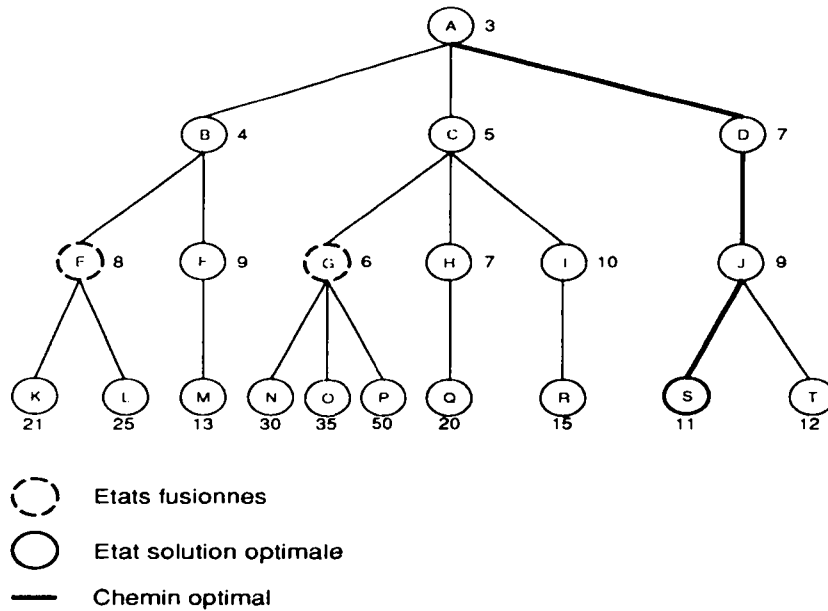 A 3
B 4 C 5 D 7
8 F 9 G 6 H 7 I 10 J 9
K L M N O P Q R S T
21 25 13 30 35 50 20 15 11 12
Etats fusionnes
Etat solution optimale
Chemin optimal